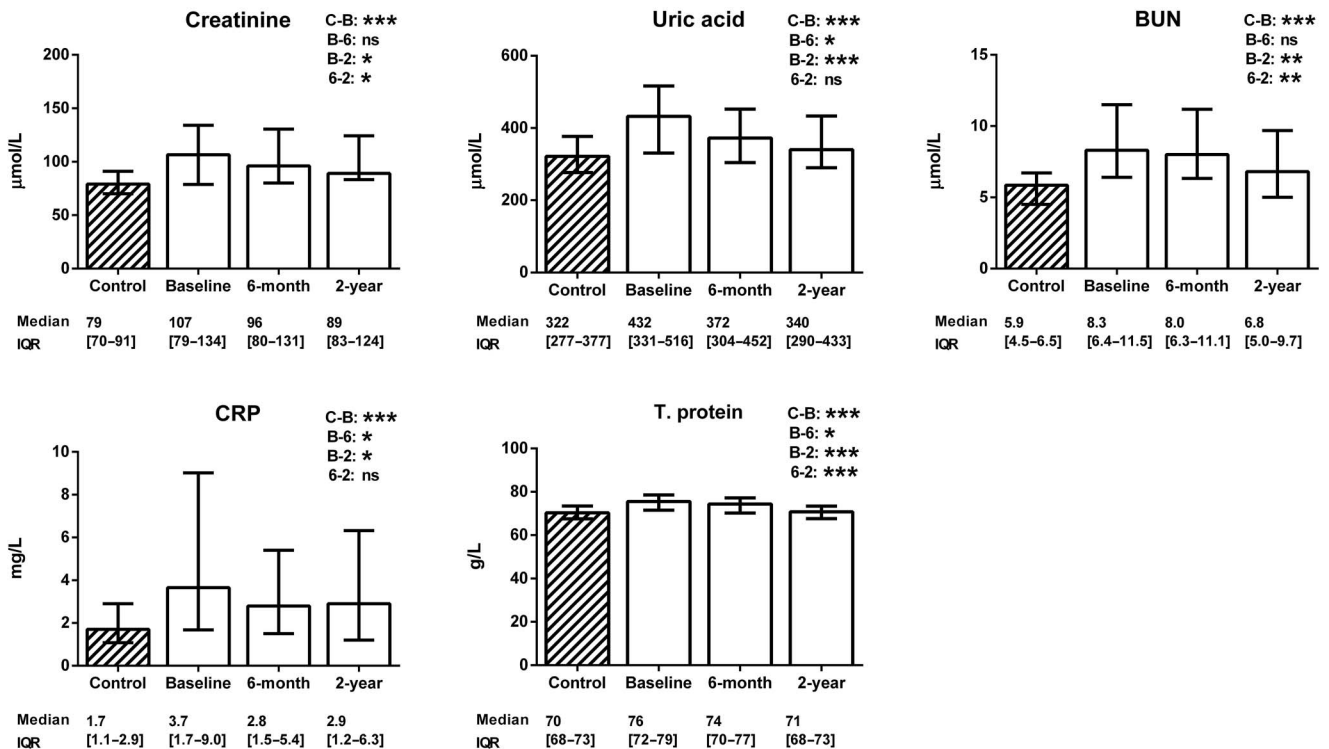 Creatinine
C-B: ***
B-6: ns
B-2: *
6-2: *
200
150
100
50
0
µmol/L
Control Baseline 6-month 2-year
Median 79 107 96 89
IQR [70–91] [79–134] [80–131] [83–124]
Uric acid
C-B: ***
B-6: *
B-2: ***
6-2: ns
600
400
200
0
µmol/L
Control Baseline 6-month 2-year
Median 322 432 372 340
IQR [277–377] [331–516] [304–452] [290–433]
BUN
C-B: ***
B-6: ns
B-2: **
6-2: **
15
10
5
0
µmol/L
Control Baseline 6-month 2-year
Median 5.9 8.3 8.0 6.8
IQR [4.5–6.5] [6.4–11.5] [6.3–11.1] [5.0–9.7]
CRP
C-B: ***
B-6: *
B-2: *
6-2: ns
10
8
6
4
2
0
mg/L
Control Baseline 6-month 2-year
Median 1.7 3.7 2.8 2.9
IQR [1.1–2.9] [1.7–9.0] [1.5–5.4] [1.2–6.3]
T. protein
C-B: ***
B-6: *
B-2: ***
6-2: ***
100
80
60
40
20
0
g/L
Control Baseline 6-month 2-year
Median 70 76 74 71
IQR [68–73] [72–79] [70–77] [68–73]